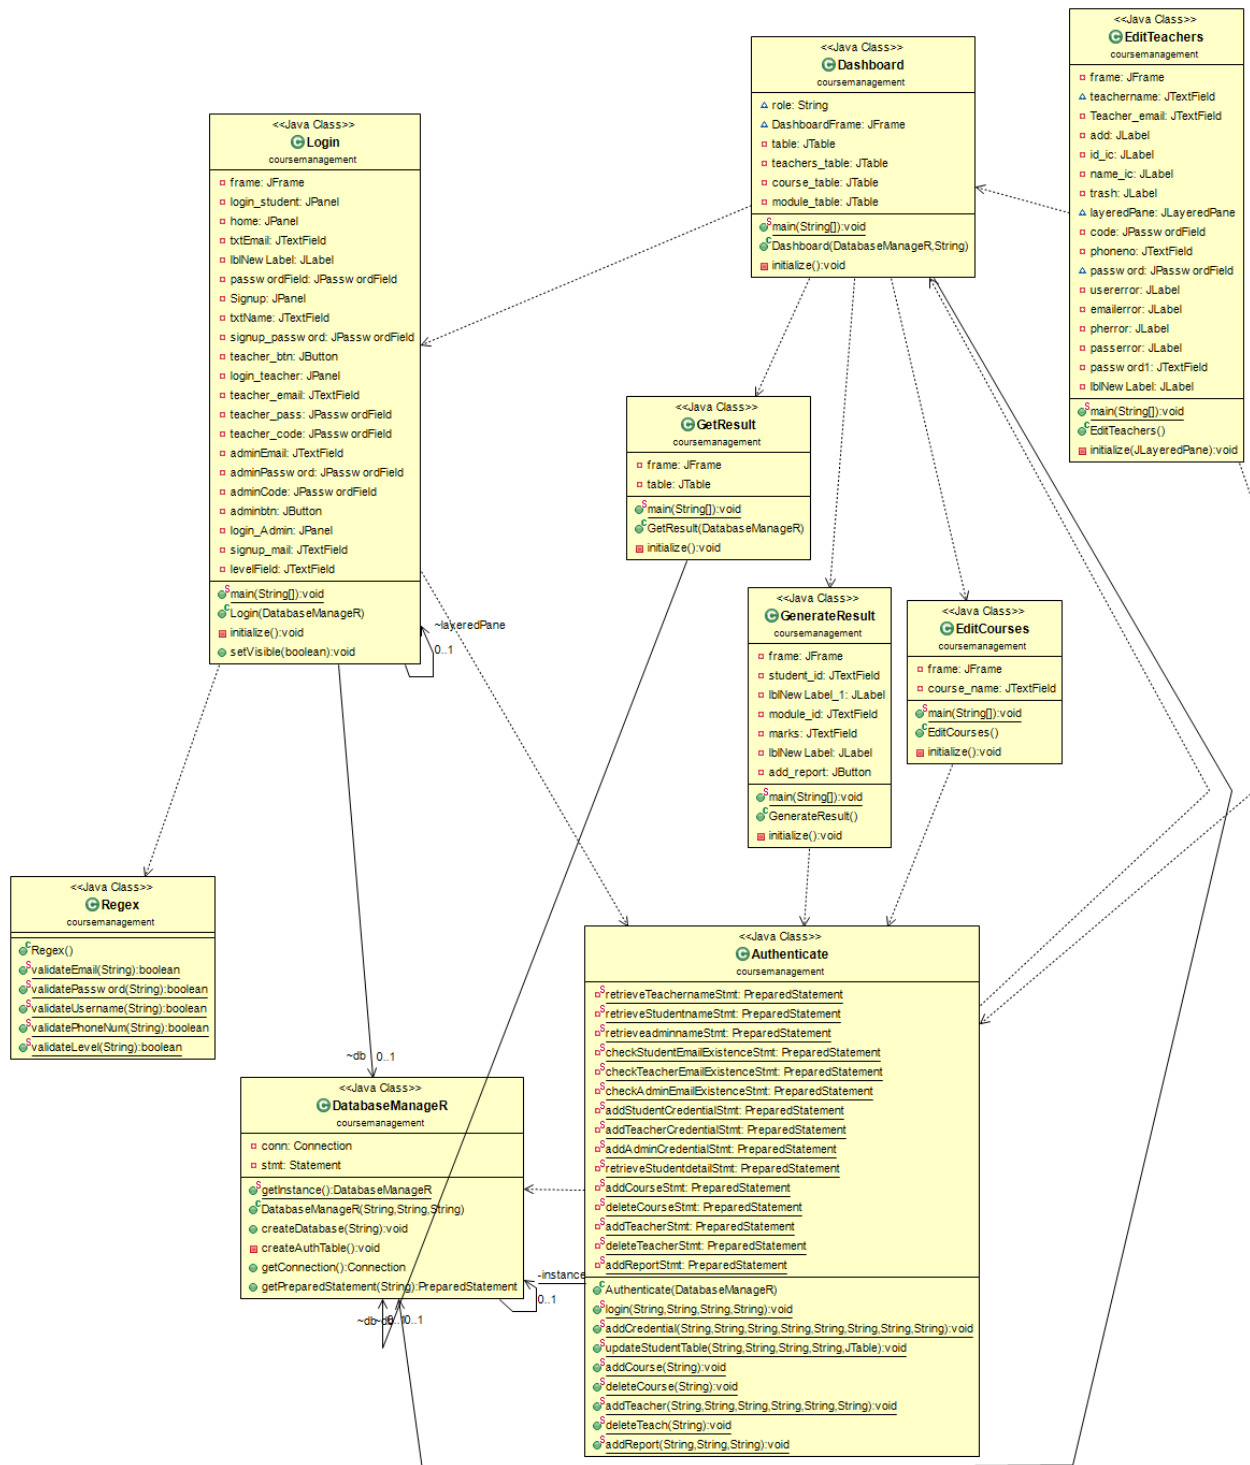 <<Java Class>>
EditTeachers
coursemanagement
frame: JFrame
teachername: JTextField
Teacher_email: JTextField
add: JLabel
id_ic: JLabel
name_ic: JLabel
trash: JLabel
layeredPane: JLayeredPane
code: JPasswordField
phoneno: JTextField
password: JPasswordField
usererror: JLabel
emailerror: JLabel
pherror: JLabel
passerror: JLabel
password1: JTextField
lblNewLabel: JLabel
main(String[]):void
EditTeachers()
initialize(JLayeredPane):void
<<Java Class>>
Dashboard
coursemanagement
role: String
DashboardFrame: JFrame
table: JTable
teachers_table: JTable
course_table: JTable
module_table: JTable
main(String[]):void
Dashboard(DatabaseManageR,String)
initialize():void
<<Java Class>>
Login
coursemanagement
frame: JFrame
login_student: JPanel
home: JPanel
txtEmail: JTextField
lblNewLabel: JLabel
passwordField: JPasswordField
Signup: JPanel
txtName: JTextField
signup_password: JPasswordField
teacher_btn: JButton
login_teacher: JPanel
teacher_email: JTextField
teacher_pass: JPasswordField
teacher_code: JPasswordField
adminEmail: JTextField
adminPassword: JPasswordField
adminCode: JPasswordField
adminbtn: JButton
login_Admin: JPanel
signup_mail: JTextField
levelField: JTextField
main(String[]):void
Login(DatabaseManageR)
initialize():void
setVisible(boolean):void
~layeredPane
0..1
<<Java Class>>
GetResult
coursemanagement
frame: JFrame
table: JTable
main(String[]):void
GetResult(DatabaseManageR)
initialize():void
<<Java Class>>
GenerateResult
coursemanagement
frame: JFrame
student_id: JTextField
lblNewLabel_1: JLabel
module_id: JTextField
marks: JTextField
lblNewLabel: JLabel
add_report: JButton
main(String[]):void
GenerateResult()
initialize():void
<<Java Class>>
EditCourses
coursemanagement
frame: JFrame
course_name: JTextField
main(String[]):void
EditCourses()
initialize():void
<<Java Class>>
Regex
coursemanagement
Regex()
validateEmail(String):boolean
validatePassword(String):boolean
validateUsername(String):boolean
validatePhoneNum(String):boolean
validateLevel(String):boolean
~db 0..1
<<Java Class>>
DatabaseManageR
coursemanagement
conn: Connection
stmt: Statement
getInstance():DatabaseManageR
DatabaseManageR(String,String,String)
createDatabase(String):void
createAuthTable():void
getConnection():Connection
getPreparedStatement(String):PreparedStatement
-instance
0..1
~db ~db 0..1 0..1
<<Java Class>>
Authenticate
coursemanagement
retrieveTeachernameStmt: PreparedStatement
retrieveStudentnameStmt: PreparedStatement
retrieveadminnameStmt: PreparedStatement
checkStudentEmailExistenceStmt: PreparedStatement
checkTeacherEmailExistenceStmt: PreparedStatement
checkAdminEmailExistenceStmt: PreparedStatement
addStudentCredentialStmt: PreparedStatement
addTeacherCredentialStmt: PreparedStatement
addAdminCredentialStmt: PreparedStatement
retrieveStudentdetailStmt: PreparedStatement
addCourseStmt: PreparedStatement
deleteCourseStmt: PreparedStatement
addTeacherStmt: PreparedStatement
deleteTeacherStmt: PreparedStatement
addReportStmt: PreparedStatement
Authenticate(DatabaseManageR)
login(String,String,String,String):void
addCredential(String,String,String,String,String,String,String,String):void
updateStudentTable(String,String,String,String,JTable):void
addCourse(String):void
deleteCourse(String):void
addTeacher(String,String,String,String,String,String):void
deleteTeach(String):void
addReport(String,String,String):void